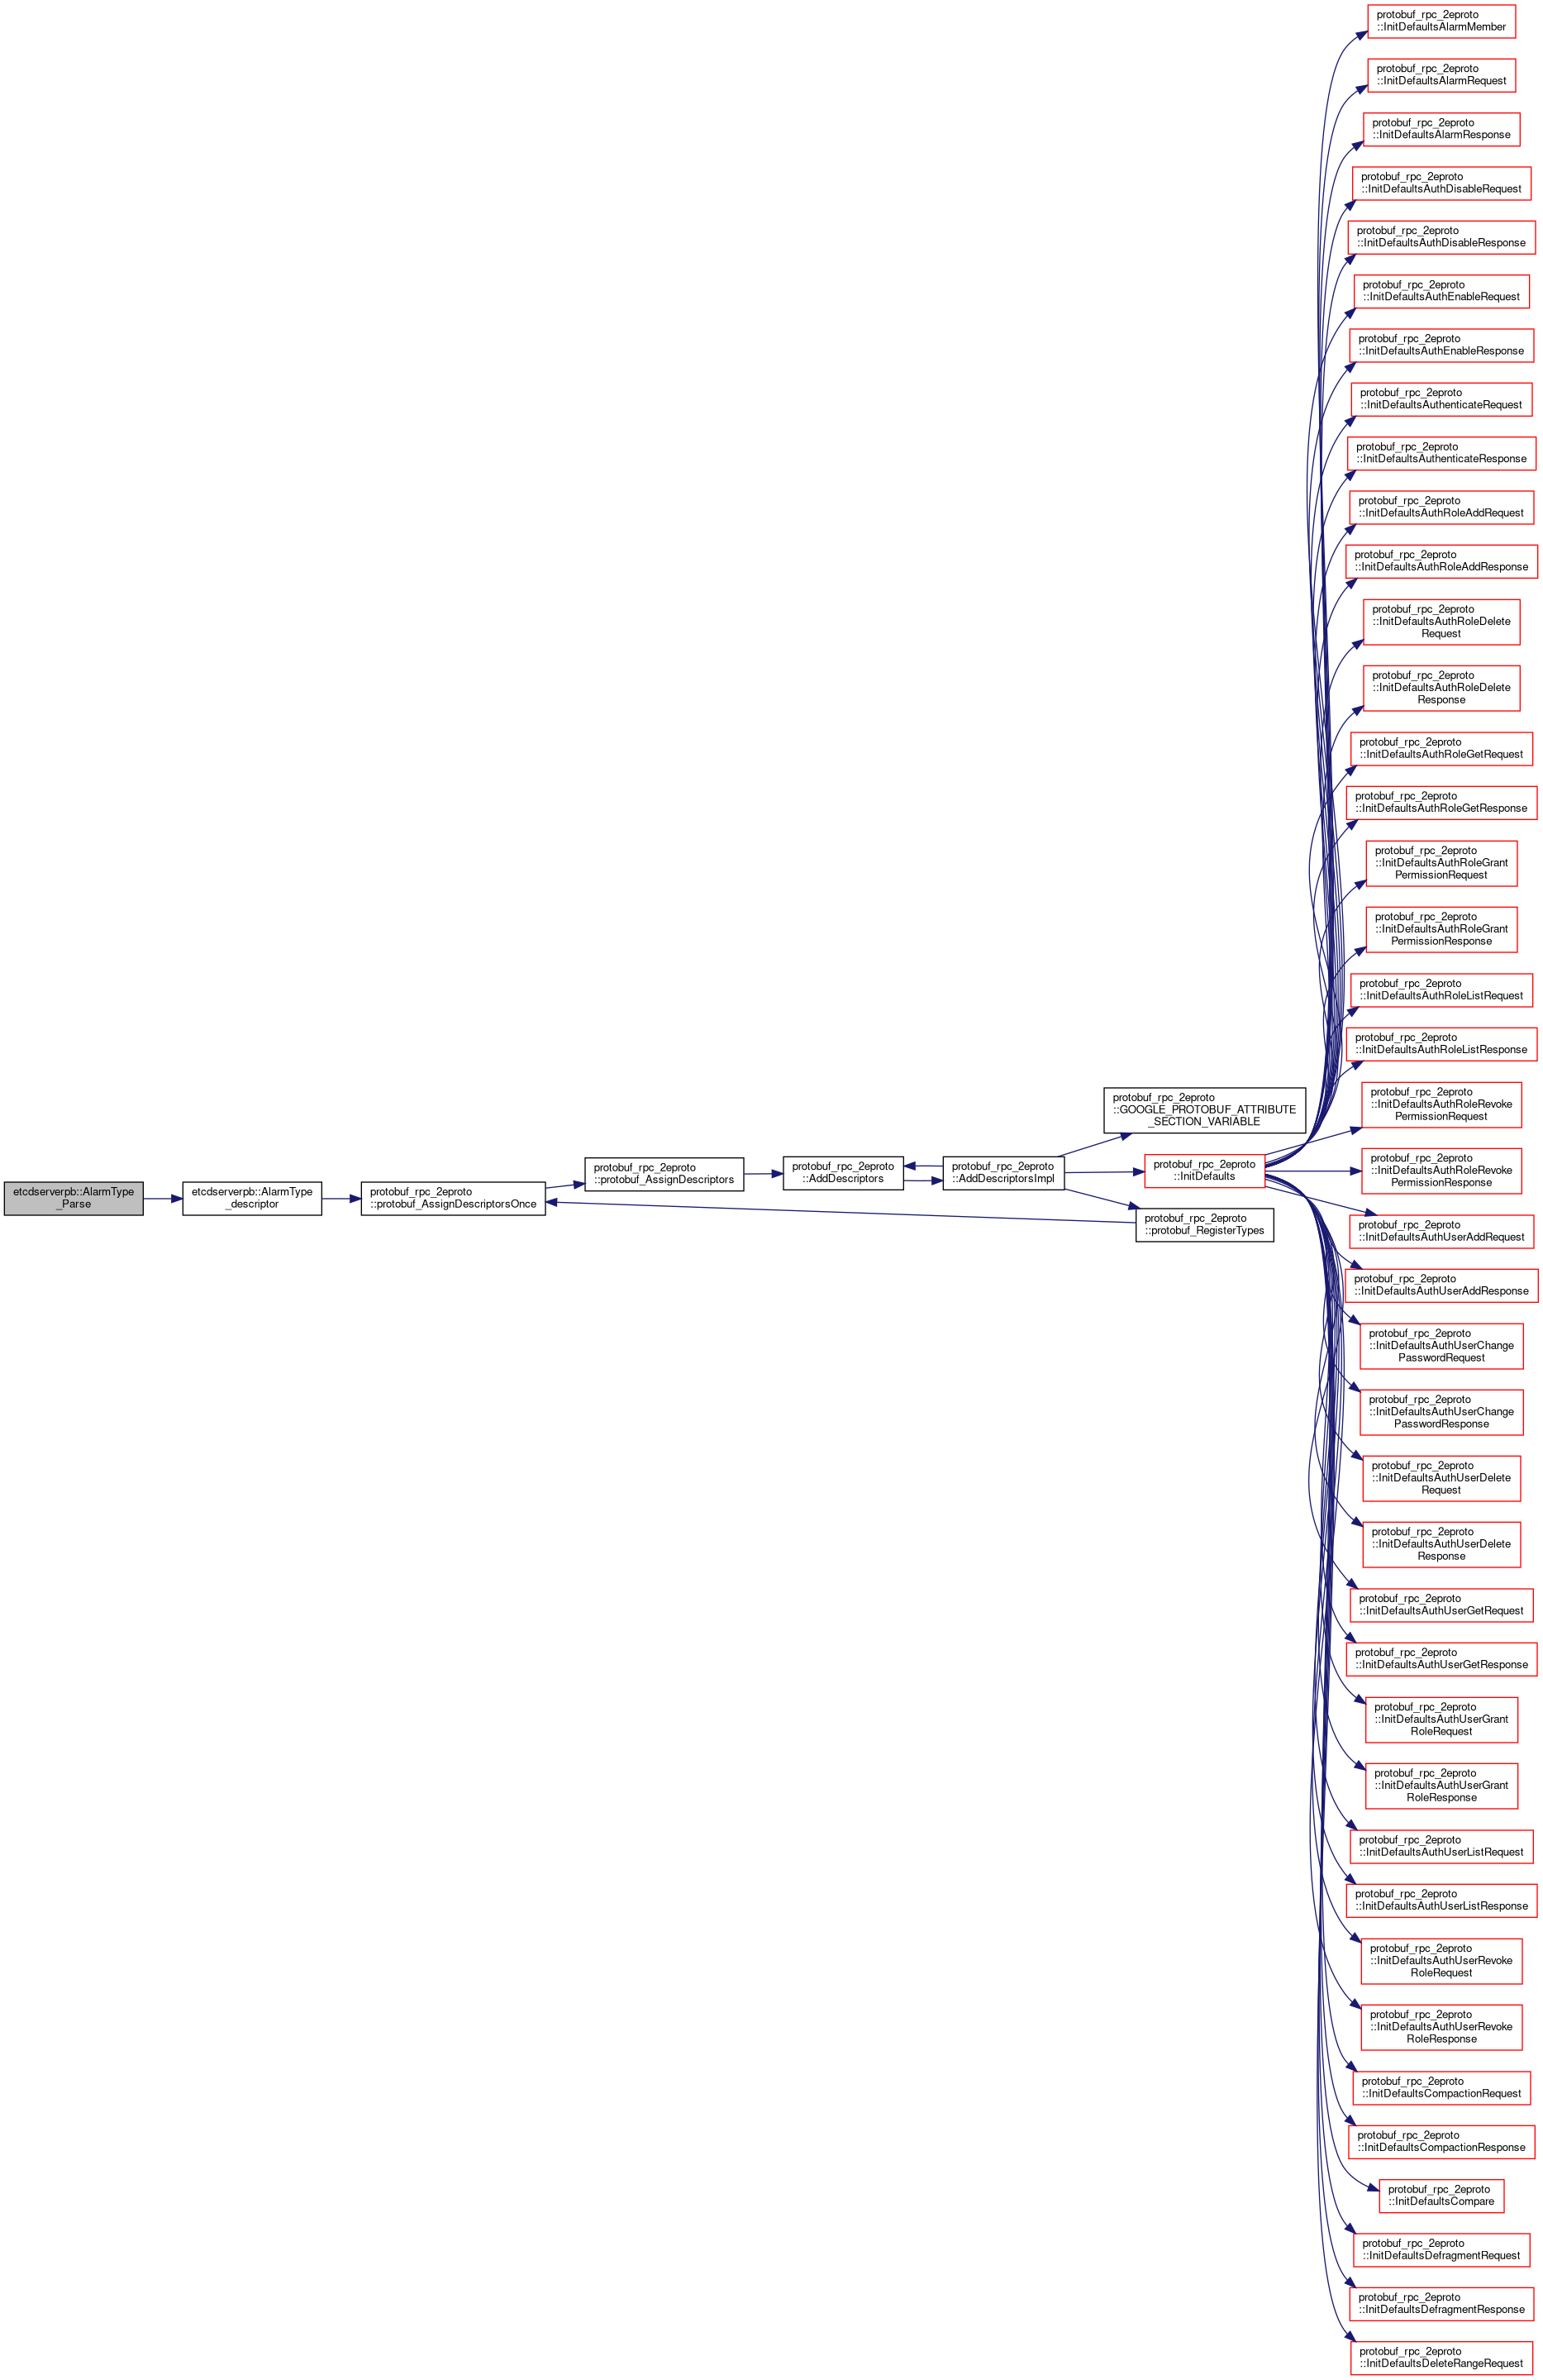 etcdserverpb::AlarmType
_Parse
etcdserverpb::AlarmType
_descriptor
protobuf_rpc_2eproto
::protobuf_AssignDescriptorsOnce
protobuf_rpc_2eproto
::protobuf_AssignDescriptors
protobuf_rpc_2eproto
::AddDescriptors
protobuf_rpc_2eproto
::AddDescriptorsImpl
protobuf_rpc_2eproto
::GOOGLE_PROTOBUF_ATTRIBUTE
_SECTION_VARIABLE
protobuf_rpc_2eproto
::InitDefaults
protobuf_rpc_2eproto
::protobuf_RegisterTypes
protobuf_rpc_2eproto
::InitDefaultsAlarmMember
protobuf_rpc_2eproto
::InitDefaultsAlarmRequest
protobuf_rpc_2eproto
::InitDefaultsAlarmResponse
protobuf_rpc_2eproto
::InitDefaultsAuthDisableRequest
protobuf_rpc_2eproto
::InitDefaultsAuthDisableResponse
protobuf_rpc_2eproto
::InitDefaultsAuthEnableRequest
protobuf_rpc_2eproto
::InitDefaultsAuthEnableResponse
protobuf_rpc_2eproto
::InitDefaultsAuthenticateRequest
protobuf_rpc_2eproto
::InitDefaultsAuthenticateResponse
protobuf_rpc_2eproto
::InitDefaultsAuthRoleAddRequest
protobuf_rpc_2eproto
::InitDefaultsAuthRoleAddResponse
protobuf_rpc_2eproto
::InitDefaultsAuthRoleDelete
Request
protobuf_rpc_2eproto
::InitDefaultsAuthRoleDelete
Response
protobuf_rpc_2eproto
::InitDefaultsAuthRoleGetRequest
protobuf_rpc_2eproto
::InitDefaultsAuthRoleGetResponse
protobuf_rpc_2eproto
::InitDefaultsAuthRoleGrant
PermissionRequest
protobuf_rpc_2eproto
::InitDefaultsAuthRoleGrant
PermissionResponse
protobuf_rpc_2eproto
::InitDefaultsAuthRoleListRequest
protobuf_rpc_2eproto
::InitDefaultsAuthRoleListResponse
protobuf_rpc_2eproto
::InitDefaultsAuthRoleRevoke
PermissionRequest
protobuf_rpc_2eproto
::InitDefaultsAuthRoleRevoke
PermissionResponse
protobuf_rpc_2eproto
::InitDefaultsAuthUserAddRequest
protobuf_rpc_2eproto
::InitDefaultsAuthUserAddResponse
protobuf_rpc_2eproto
::InitDefaultsAuthUserChange
PasswordRequest
protobuf_rpc_2eproto
::InitDefaultsAuthUserChange
PasswordResponse
protobuf_rpc_2eproto
::InitDefaultsAuthUserDelete
Request
protobuf_rpc_2eproto
::InitDefaultsAuthUserDelete
Response
protobuf_rpc_2eproto
::InitDefaultsAuthUserGetRequest
protobuf_rpc_2eproto
::InitDefaultsAuthUserGetResponse
protobuf_rpc_2eproto
::InitDefaultsAuthUserGrant
RoleRequest
protobuf_rpc_2eproto
::InitDefaultsAuthUserGrant
RoleResponse
protobuf_rpc_2eproto
::InitDefaultsAuthUserListRequest
protobuf_rpc_2eproto
::InitDefaultsAuthUserListResponse
protobuf_rpc_2eproto
::InitDefaultsAuthUserRevoke
RoleRequest
protobuf_rpc_2eproto
::InitDefaultsAuthUserRevoke
RoleResponse
protobuf_rpc_2eproto
::InitDefaultsCompactionRequest
protobuf_rpc_2eproto
::InitDefaultsCompactionResponse
protobuf_rpc_2eproto
::InitDefaultsCompare
protobuf_rpc_2eproto
::InitDefaultsDefragmentRequest
protobuf_rpc_2eproto
::InitDefaultsDefragmentResponse
protobuf_rpc_2eproto
::InitDefaultsDeleteRangeRequest